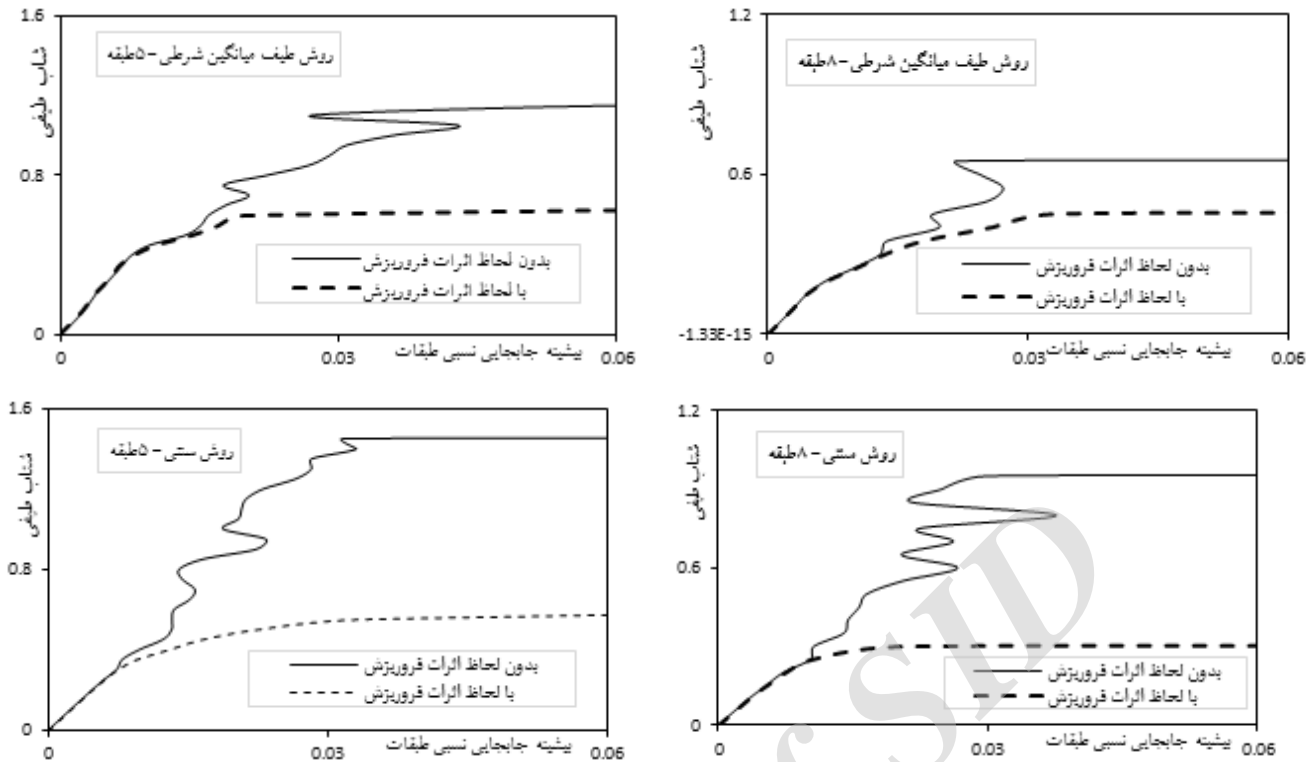 1.6
روش طیف میانگین شرطی-۵طبقه
شتاب طیفی
0.8
بدون لحاظ اثرات فروریزش
با لحاظ اثرات فروریزش
0
0
0.03
0.06
بیشینه جابجایی نسبی طبقات
1.2
روش طیف میانگین شرطی-۸طبقه
شتاب طیفی
0.6
بدون لحاظ اثرات فروریزش
با لحاظ اثرات فروریزش
-1.33E-15
0
0.03
0.06
بیشینه جابجایی نسبی طبقات
1.6
روش سنتی-۵طبقه
شتاب طیفی
0.8
بدون لحاظ اثرات فروریزش
با لحاظ اثرات فروریزش
0
0
0.03
0.06
بیشینه جابجایی نسبی طبقات
1.2
روش سنتی-۸طبقه
شتاب طیفی
0.6
بدون لحاظ اثرات فروریزش
با لحاظ اثرات فروریزش
0
0
0.03
0.06
بیشینه جابجایی نسبی طبقات
f SID